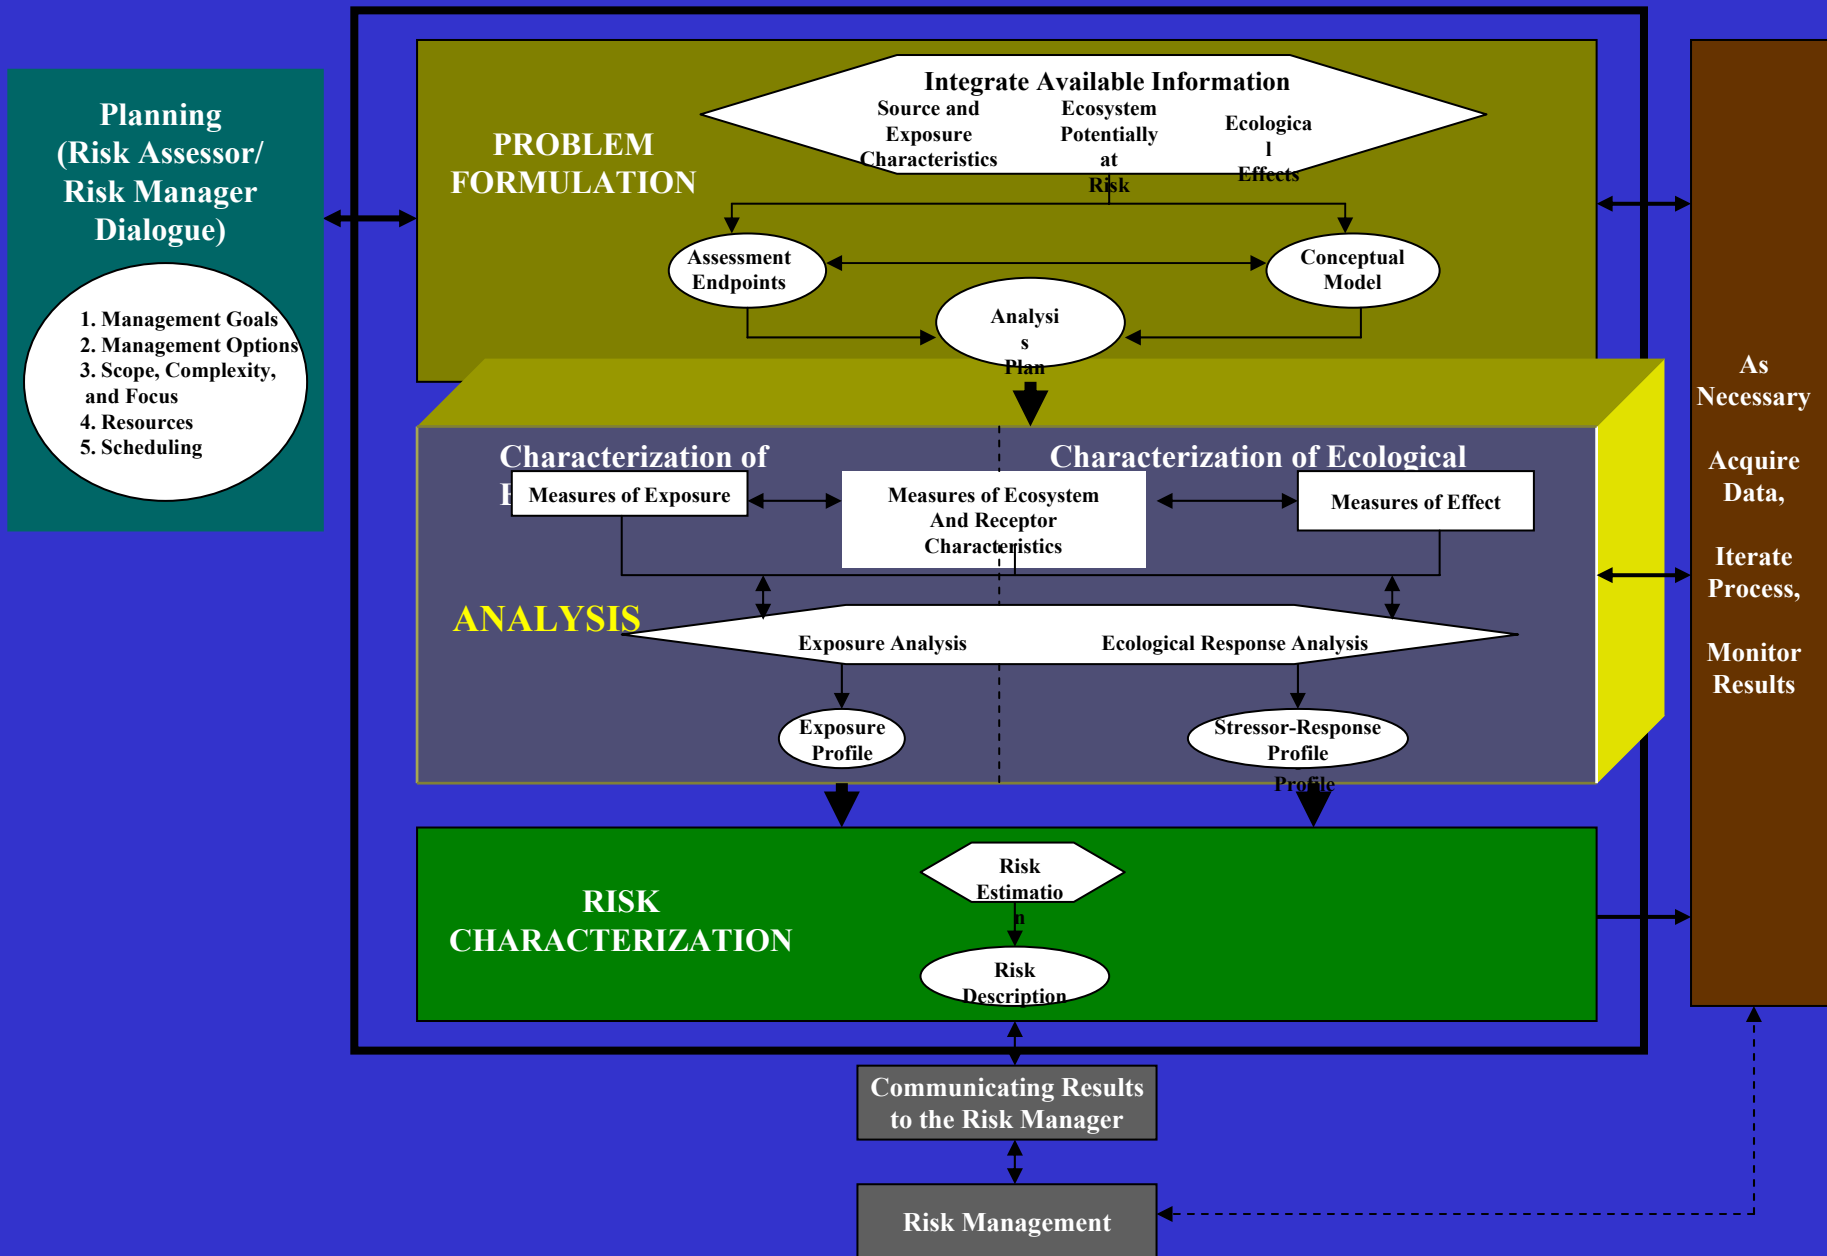 Planning
(Risk Assessor/
Risk Manager
Dialogue)
1. Management Goals
2. Management Options
3. Scope, Complexity,
and Focus
4. Resources
5. Scheduling
PROBLEM
FORMULATION
Integrate Available Information
Source and
Exposure
Characteristics
Ecosystem
Potentially
at
Risk
Ecologica
l
Effects
Assessment
Endpoints
Conceptual
Model
Analysi
s
Plan
Characterization of
Characterization of Ecological
Measures of Exposure
Measures of Ecosystem
And Receptor
Characteristics
Measures of Effect
ANALYSIS
Exposure Analysis
Ecological Response Analysis
Exposure
Profile
Stressor-Response
Profile
Profile
RISK
CHARACTERIZATION
Risk
Estimatio
n
Risk
Description
Communicating Results
to the Risk Manager
Risk Management
As
Necessary
Acquire
Data,
Iterate
Process,
Monitor
Results